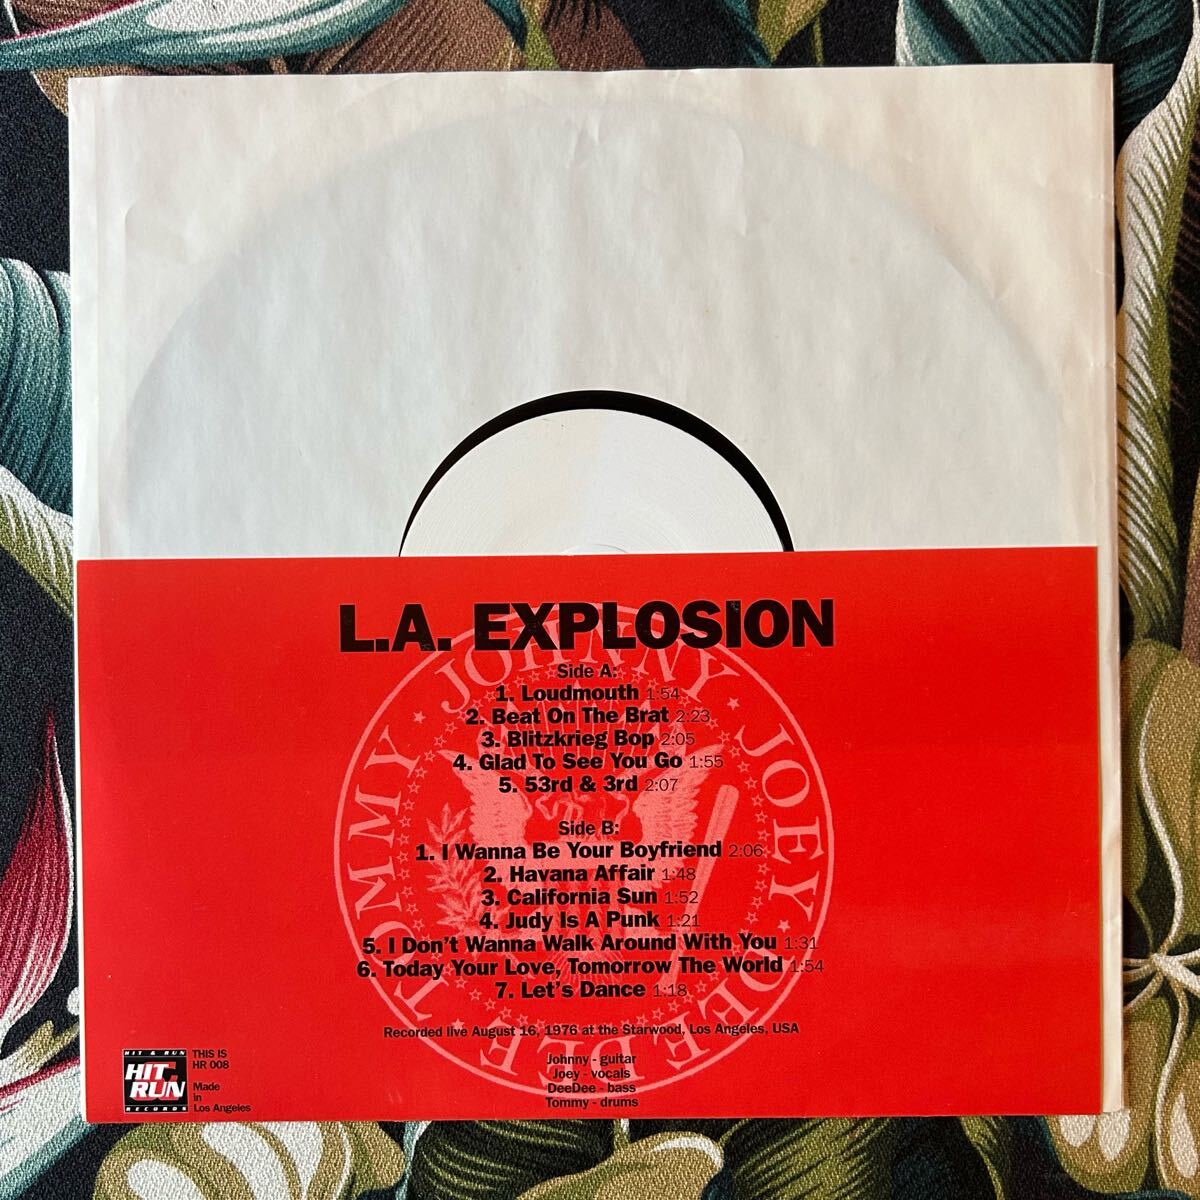 L.A. EXPLOSION
Side A:
1. Loudmouth 1:54
2. Beat On The Brat 2:23
3. Blitzkrieg Bop 2:05
4. Glad To See You Go 1:55
5. 53rd & 3rd 2:07
Side B:
1. I Wanna Be Your Boyfriend 2:06
2. Havana Affair 1:48
3. California Sun 1:52
4. Judy Is A Punk 1:21
5. I Don't Wanna Walk Around With You 1:31
6. Today Your Love, Tomorrow The World 1:54
7. Let's Dance 1:18
Recorded live August 16, 1976 at the Starwood, Los Angeles, USA
Johnny - guitar
Joey - vocals
DeeDee - bass
Tommy - drums
JOHNNY · JOEY · DEE DEE · TOMMY ·
HIT & RUN
HIT RUN
RECORDS
THIS IS
HR 008
Made
in
Los Angeles